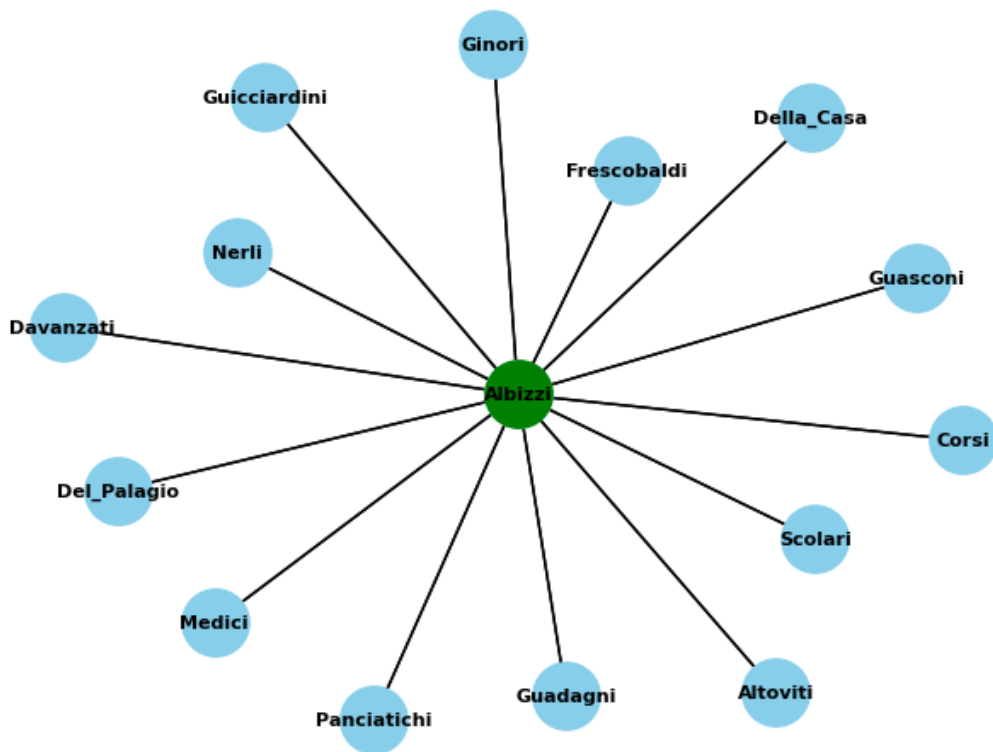 Ginori
Guicciardini
Della_Casa
Frescobaldi
Nerli
Guasconi
Davanzati
Albizzi
Corsi
Del_Palagio
Scolari
Medici
Altoviti
Guadagni
Panciatichi